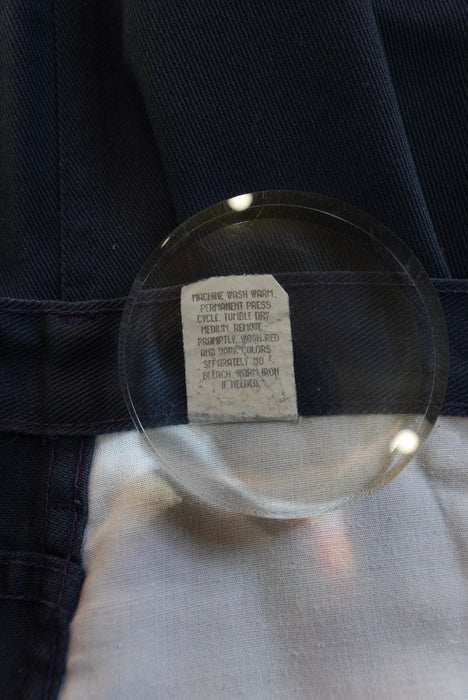 MACHINE WASH WARM,
PERMANENT PRESS
CYCLE. TUMBLE DRY
MEDIUM. REMOVE
PROMPTLY. WASH RED
AND DARK COLORS
SEPARATELY. NO
BLEACH. WARM IRON
IF NEEDED.